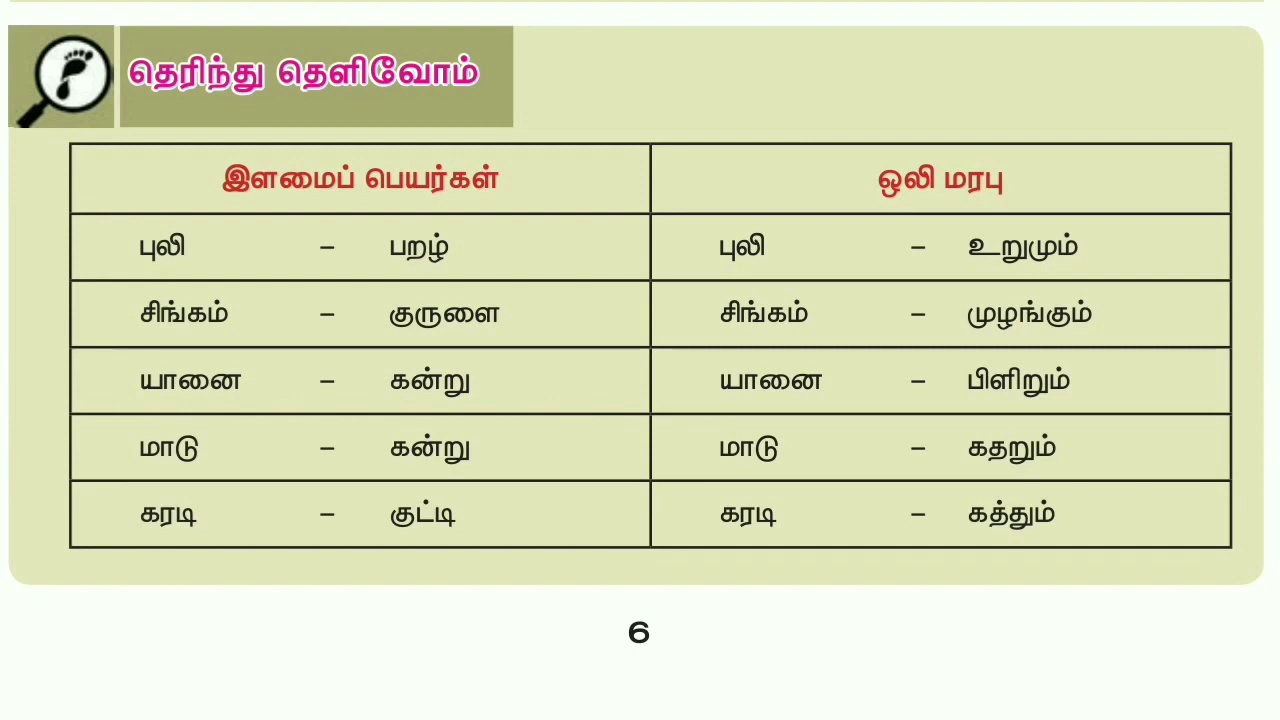 தெரிந்து தெளிவோம்
இளமைப் பெயர்கள் ஒலி மரபு
புலி – பறழ் புலி – உறுமும்
சிங்கம் – குருளை சிங்கம் – முழங்கும்
யானை – கன்று யானை – பிளிறும்
மாடு – கன்று மாடு – கதறும்
கரடி – குட்டி கரடி – கத்தும்
6